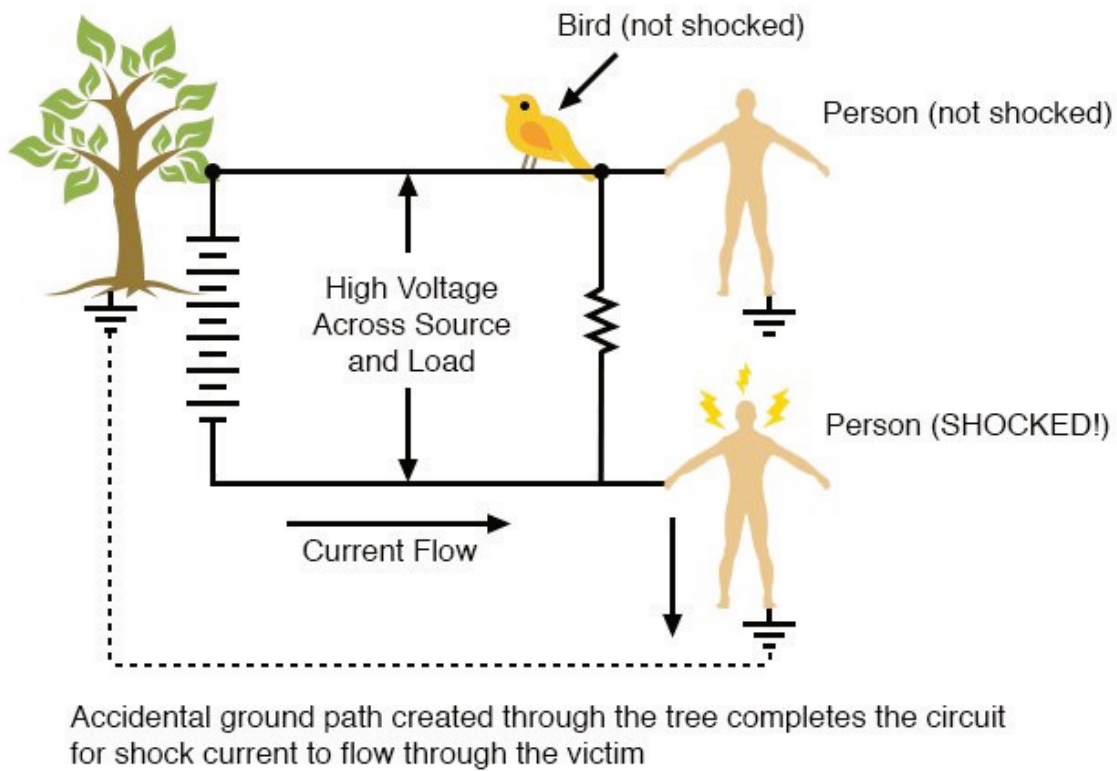 Bird (not shocked)
Person (not shocked)
High Voltage
Across Source
and Load
Person (SHOCKED!)
Current Flow
Accidental ground path created through the tree completes the circuit
for shock current to flow through the victim